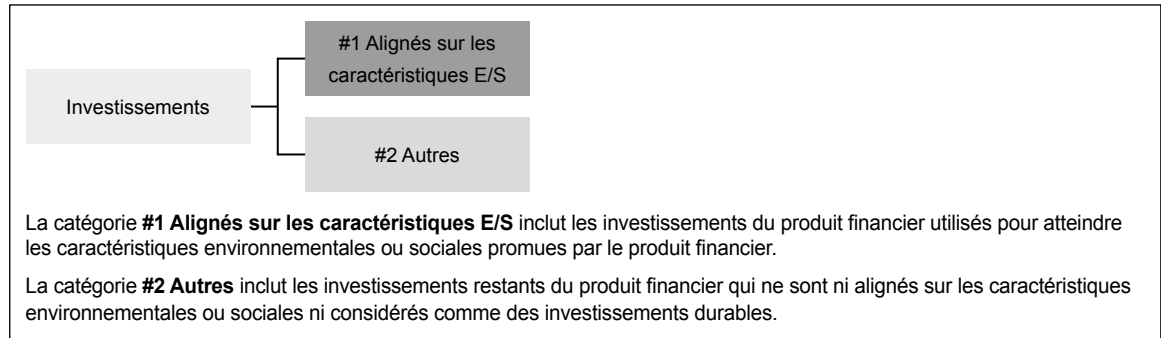 #1 Alignés sur les
caractéristiques E/S
Investissements
#2 Autres
La catégorie #1 Alignés sur les caractéristiques E/S inclut les investissements du produit financier utilisés pour atteindre
les caractéristiques environnementales ou sociales promues par le produit financier.
La catégorie #2 Autres inclut les investissements restants du produit financier qui ne sont ni alignés sur les caractéristiques
environnementales ou sociales ni considérés comme des investissements durables.